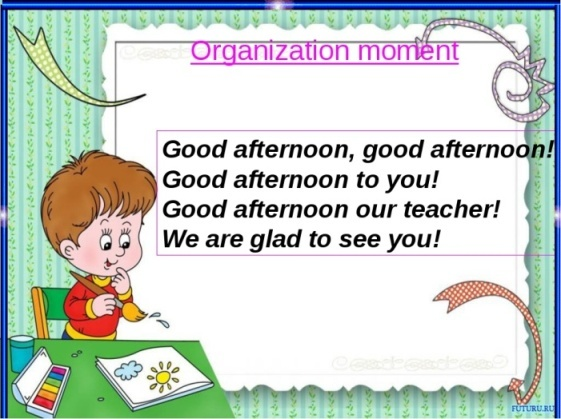 Organization moment
Good afternoon, good afternoon!
Good afternoon to you!
Good afternoon our teacher!
We are glad to see you!
FUTURU.RU